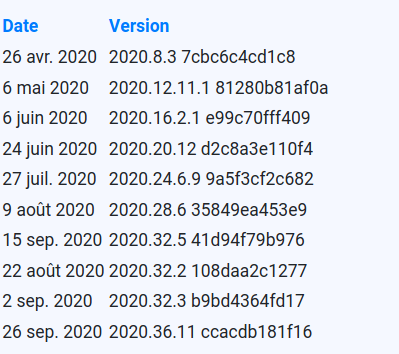 Date Version
26 avr. 2020 2020.8.3 7cbc6c4cd1c8
6 mai 2020 2020.12.11.1 81280b81af0a
6 juin 2020 2020.16.2.1 e99c70fff409
24 juin 2020 2020.20.12 d2c8a3e110f4
27 juil. 2020 2020.24.6.9 9a5f3cf2c682
9 août 2020 2020.28.6 35849ea453e9
15 sep. 2020 2020.32.5 41d94f79b976
22 août 2020 2020.32.2 108daa2c1277
2 sep. 2020 2020.32.3 b9bd4364fd17
26 sep. 2020 2020.36.11 ccacdb181f16